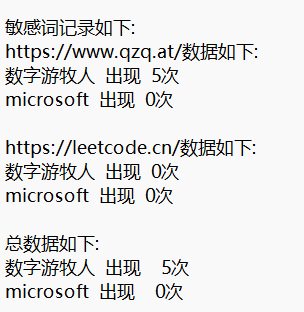 敏感词记录如下:
https://www.qzq.at/数据如下:
数字游牧人 出现 5次
microsoft 出现 0次
https://leetcode.cn/数据如下:
数字游牧人 出现 0次
microsoft 出现 0次
总数据如下:
数字游牧人 出现  5次
microsoft 出现  0次